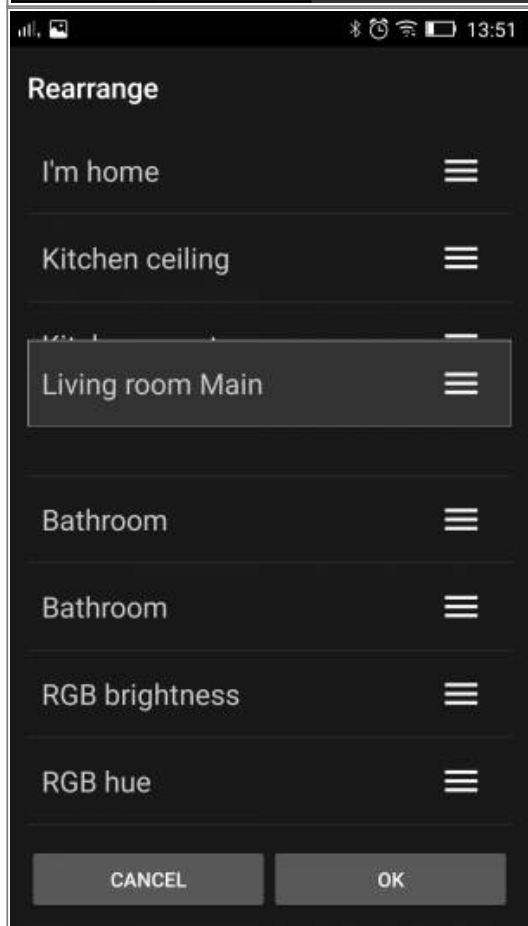 13:51
Rearrange
I'm home
Kitchen ceiling
Living room Main
Bathroom
Bathroom
RGB brightness
RGB hue
CANCEL
OK